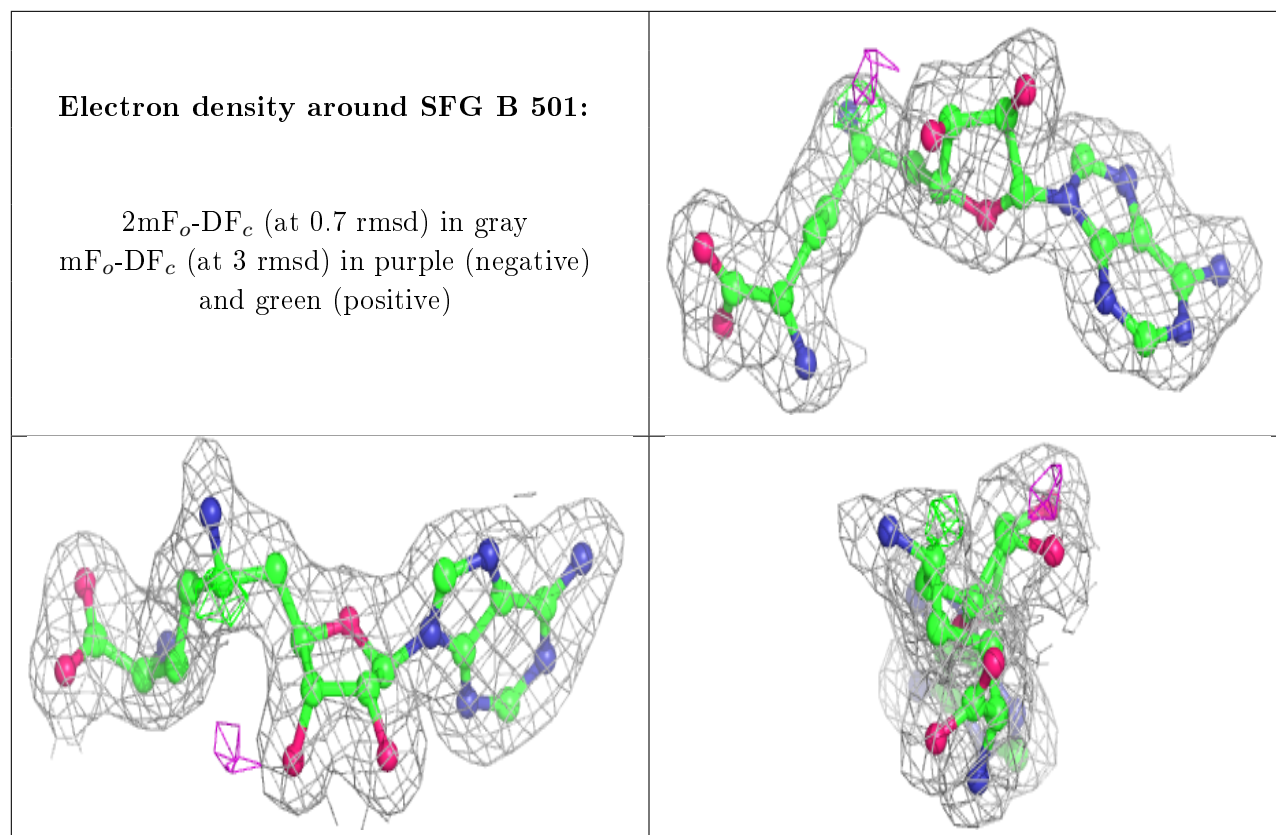 Electron density around SFG B 501:
2mFo-DFc (at 0.7 rmsd) in gray
mFo-DFc (at 3 rmsd) in purple (negative)
and green (positive)